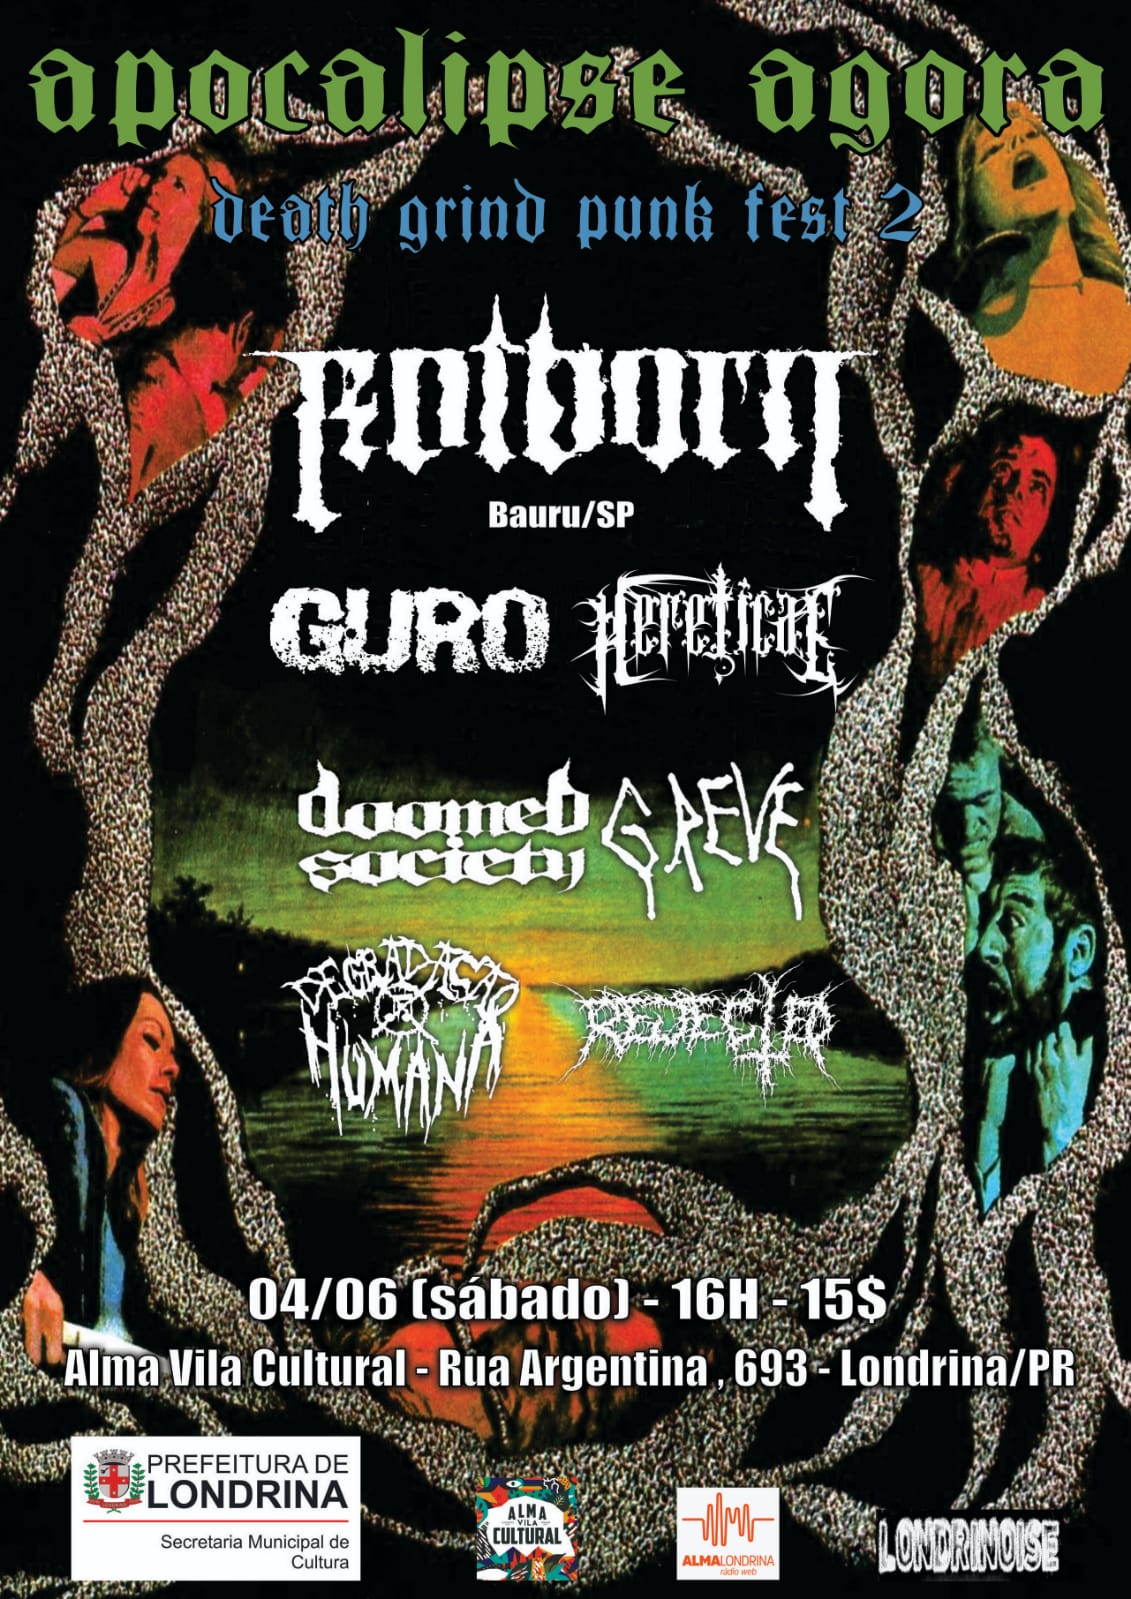 apocalipse agora
death grind punk fest 2
Rotborn
Bauru/SP
GURO
Hereticae
doomed
society
GREVE
DEGRADAÇÃO
HUMANA
REJECTED
04/06 (sábado) - 16H - 15$
Alma Vila Cultural - Rua Argentina , 693 - Londrina/PR
PREFEITURA DE
LONDRINA
Secretaria Municipal de
Cultura
ALMA
VILA
CULTURAL
ALMALONDRINA
rádio web
LONDRINOISE